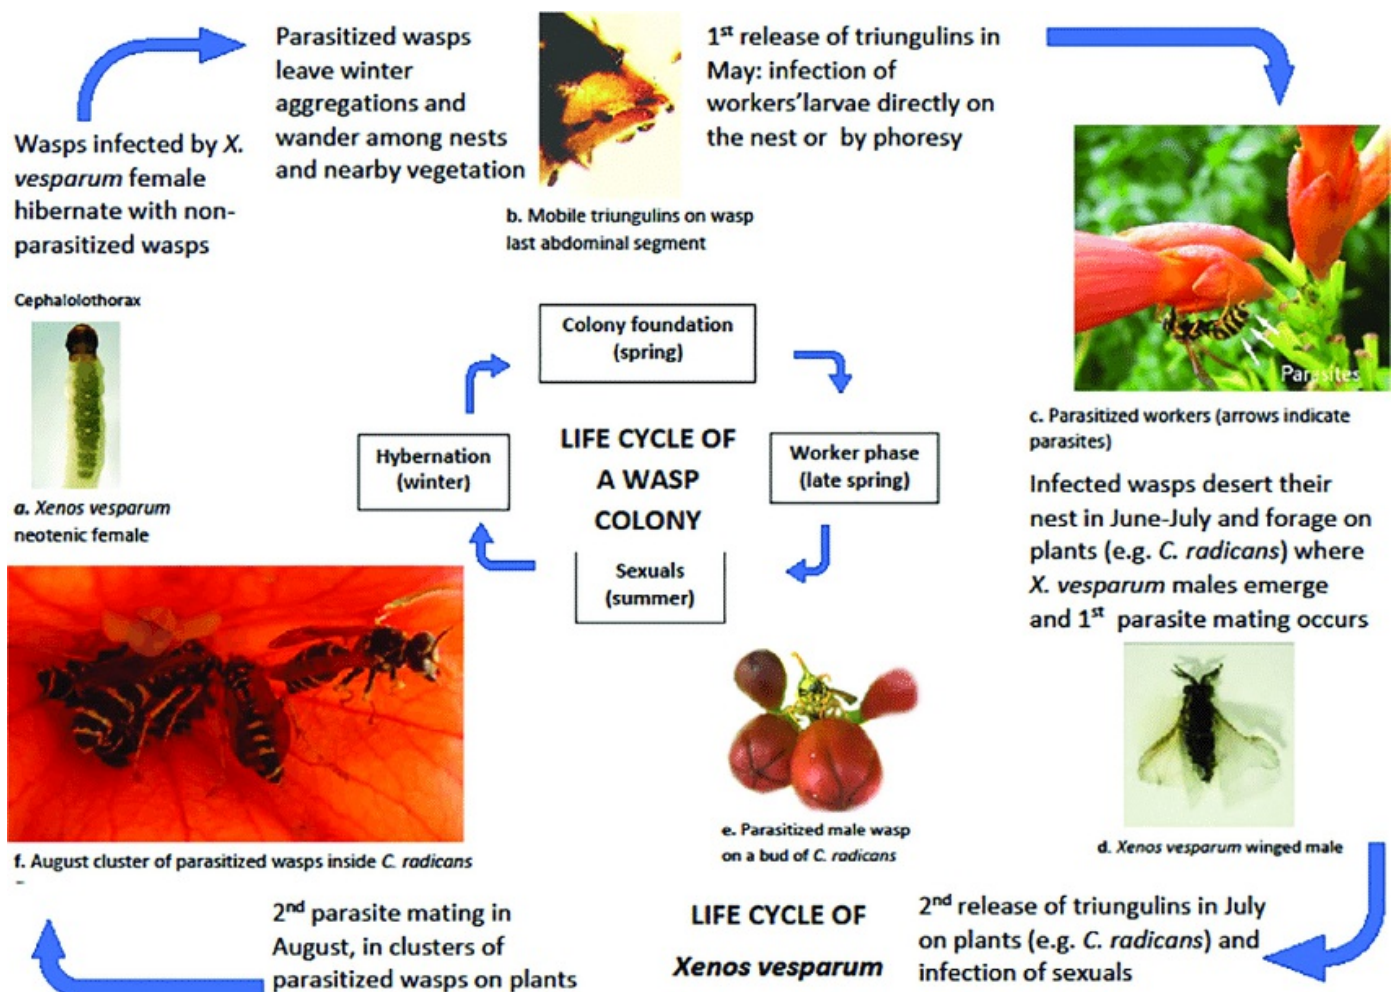 Wasps infected by X.
vesparum female
hibernate with non-
parasitized wasps
Parasitized wasps
leave winter
aggregations and
wander among nests
and nearby vegetation
b. Mobile triungulins on wasp
last abdominal segment
1st release of triungulins in
May: infection of
workers'larvae directly on
the nest or by phoresy
Parasites
c. Parasitized workers (arrows indicate
parasites)
Infected wasps desert their
nest in June-July and forage on
plants (e.g. C. radicans) where
X. vesparum males emerge
and 1st parasite mating occurs
d. Xenos vesparum winged male
2nd release of triungulins in July
on plants (e.g. C. radicans) and
infection of sexuals
e. Parasitized male wasp
on a bud of C. radicans
LIFE CYCLE OF
Xenos vesparum
2nd parasite mating in
August, in clusters of
parasitized wasps on plants
f. August cluster of parasitized wasps inside C. radicans
Cephalolothorax
a. Xenos vesparum
neotenic female
Colony foundation
(spring)
Worker phase
(late spring)
Sexuals
(summer)
Hybernation
(winter)
LIFE CYCLE OF
A WASP
COLONY